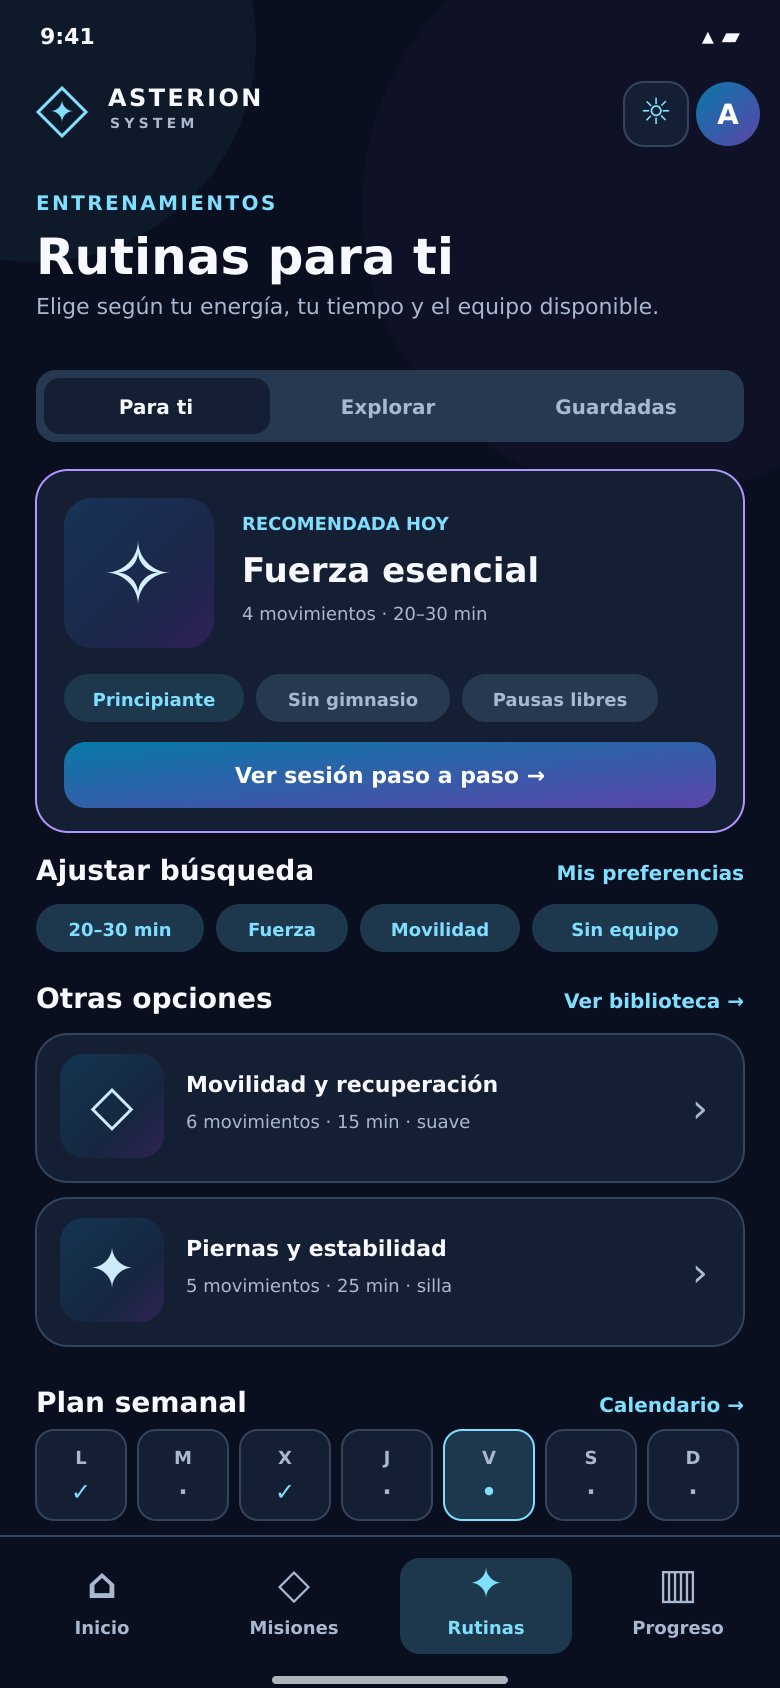 9:41
ASTERION
SYSTEM
A
ENTRENAMIENTOS
Rutinas para ti
Elige según tu energía, tu tiempo y el equipo disponible.
Para ti
Explorar
Guardadas
RECOMENDADA HOY
Fuerza esencial
4 movimientos · 20–30 min
Principiante
Sin gimnasio
Pausas libres
Ver sesión paso a paso →
Ajustar búsqueda
Mis preferencias
20–30 min
Fuerza
Movilidad
Sin equipo
Otras opciones
Ver biblioteca →
Movilidad y recuperación
6 movimientos · 15 min · suave
Piernas y estabilidad
5 movimientos · 25 min · silla
Plan semanal
Calendario →
L M X J V S D
Inicio
Misiones
Rutinas
Progreso